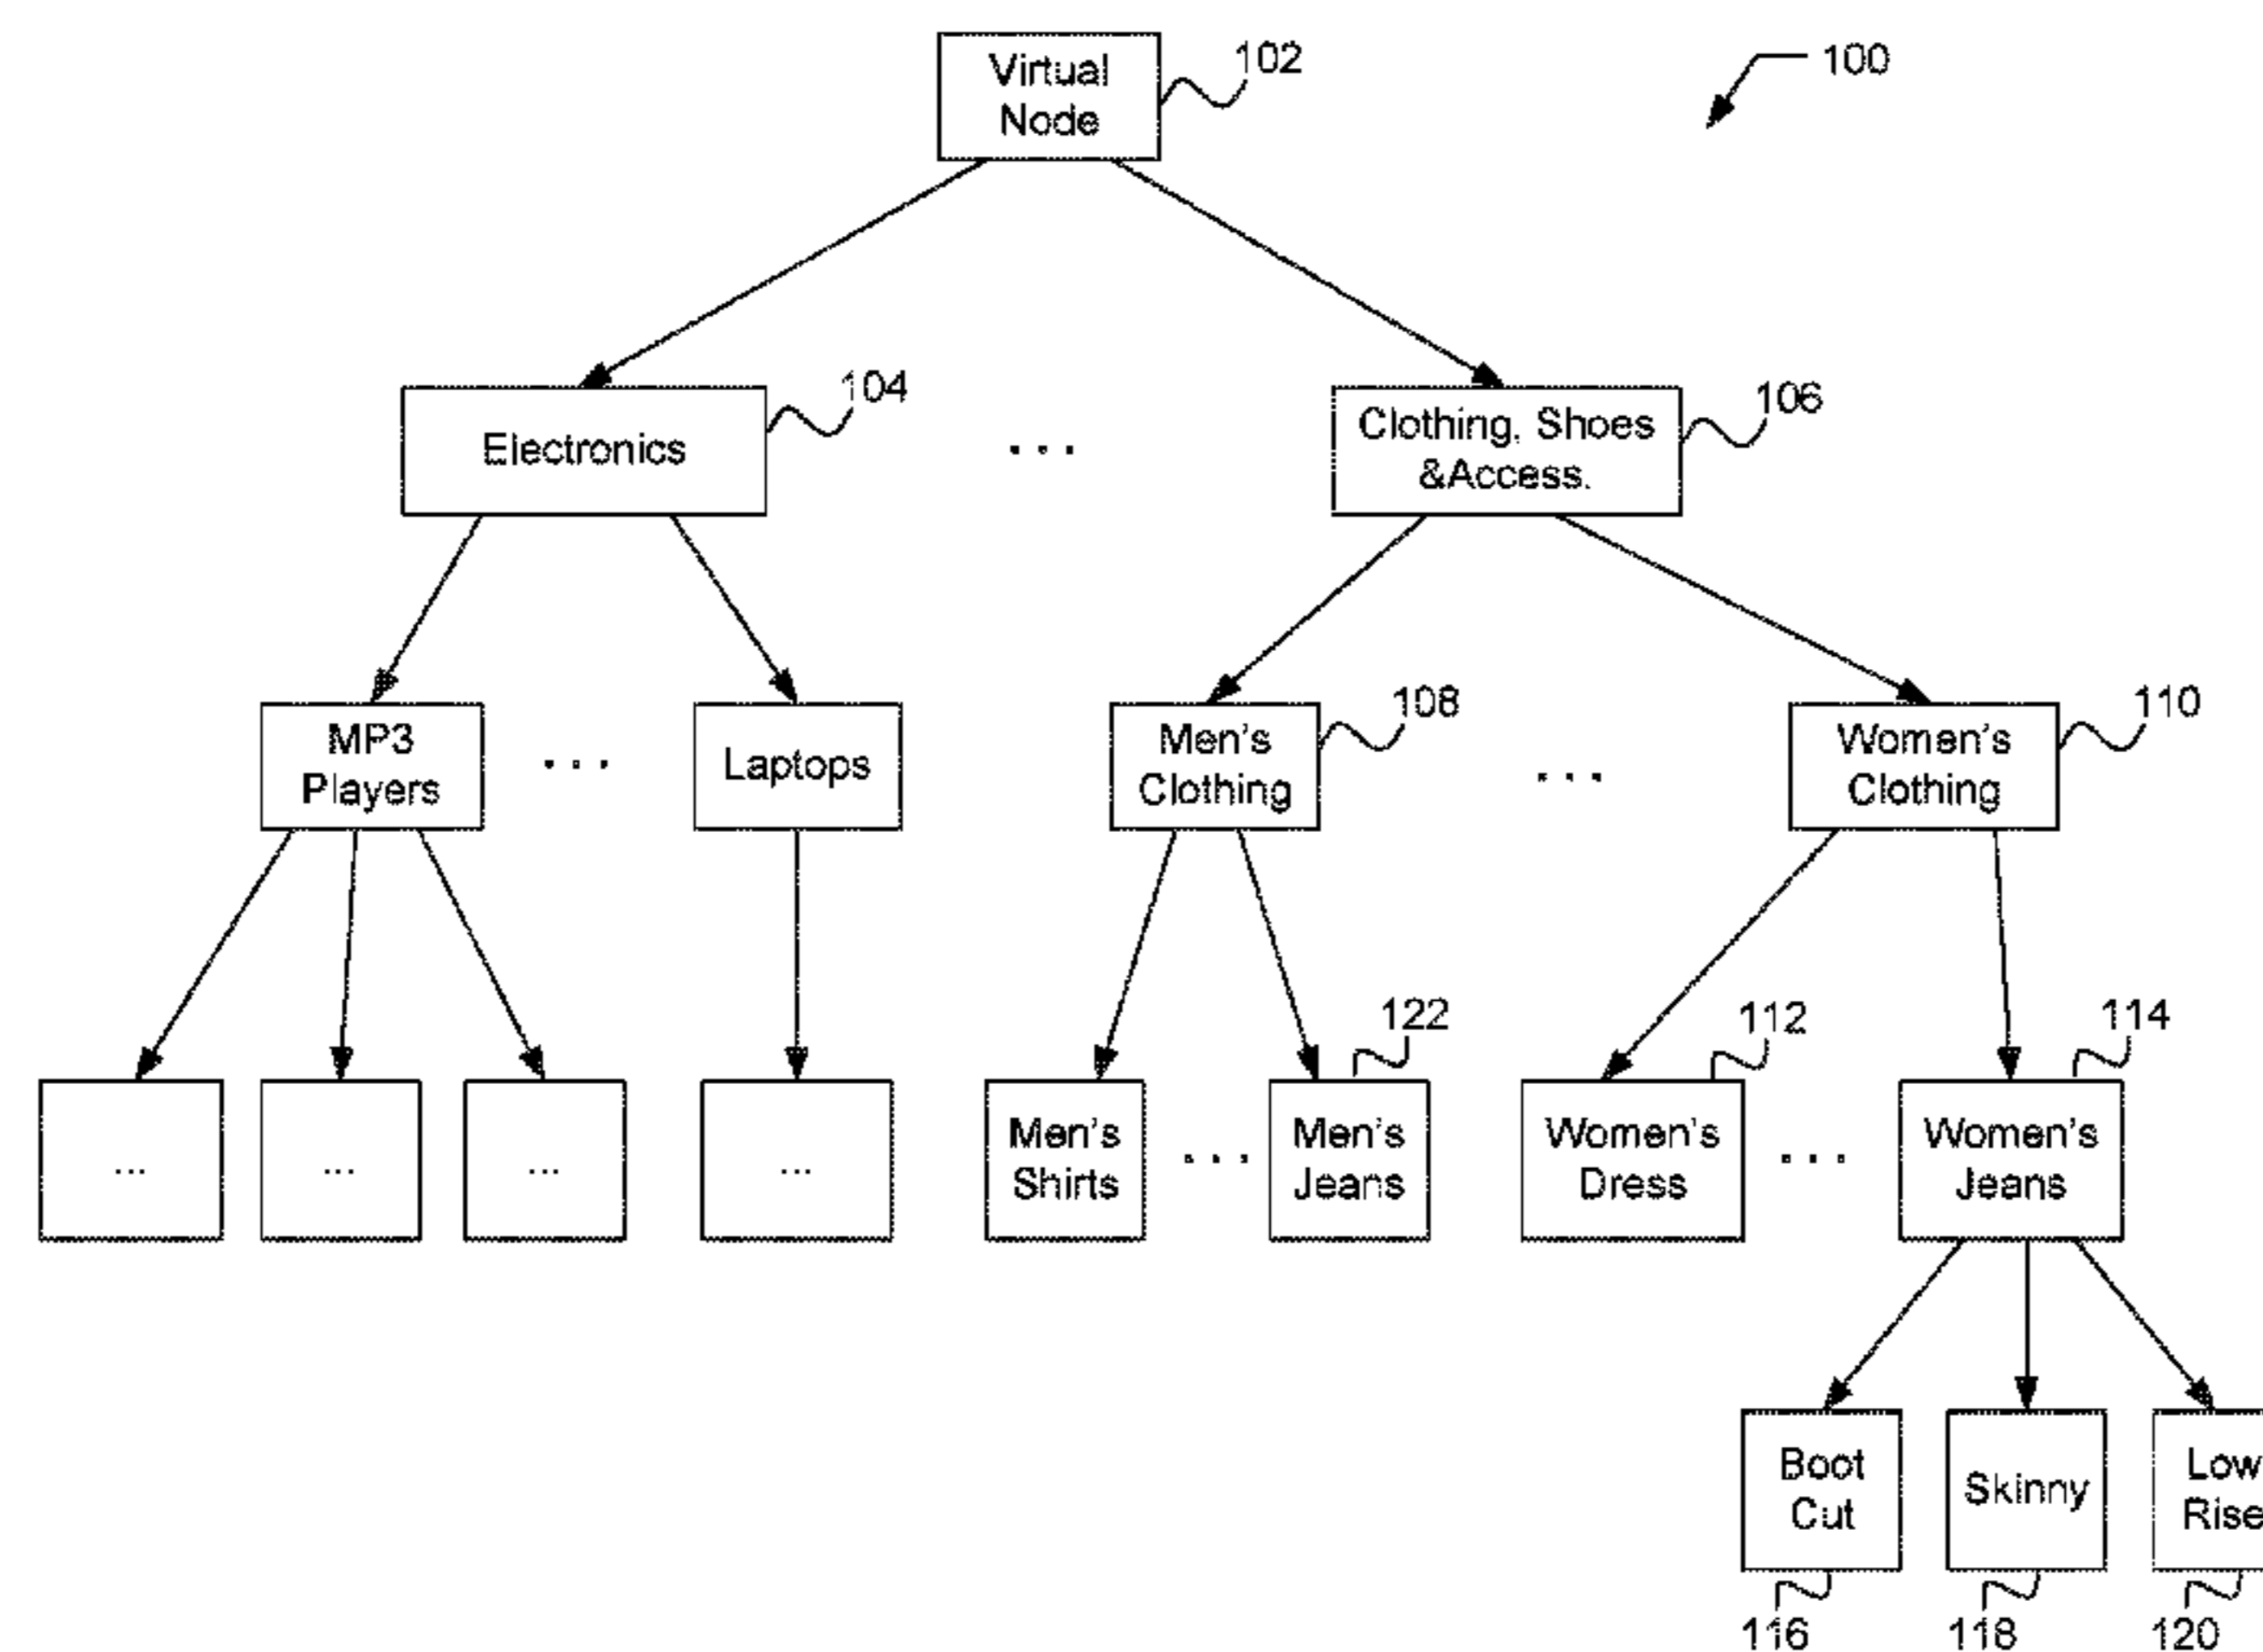 Virtual
Node
102
100
Electronics
104
...
Clothing, Shoes
&Access.
106
MP3
Players
...
Laptops
Men's
Clothing
108
...
Women's
Clothing
110
...
...
...
...
Men's
Shirts
...
Men's
Jeans
122
Women's
Dress
112
...
Women's
Jeans
114
Boot
Cut
116
Skinny
118
Low
Rise
120